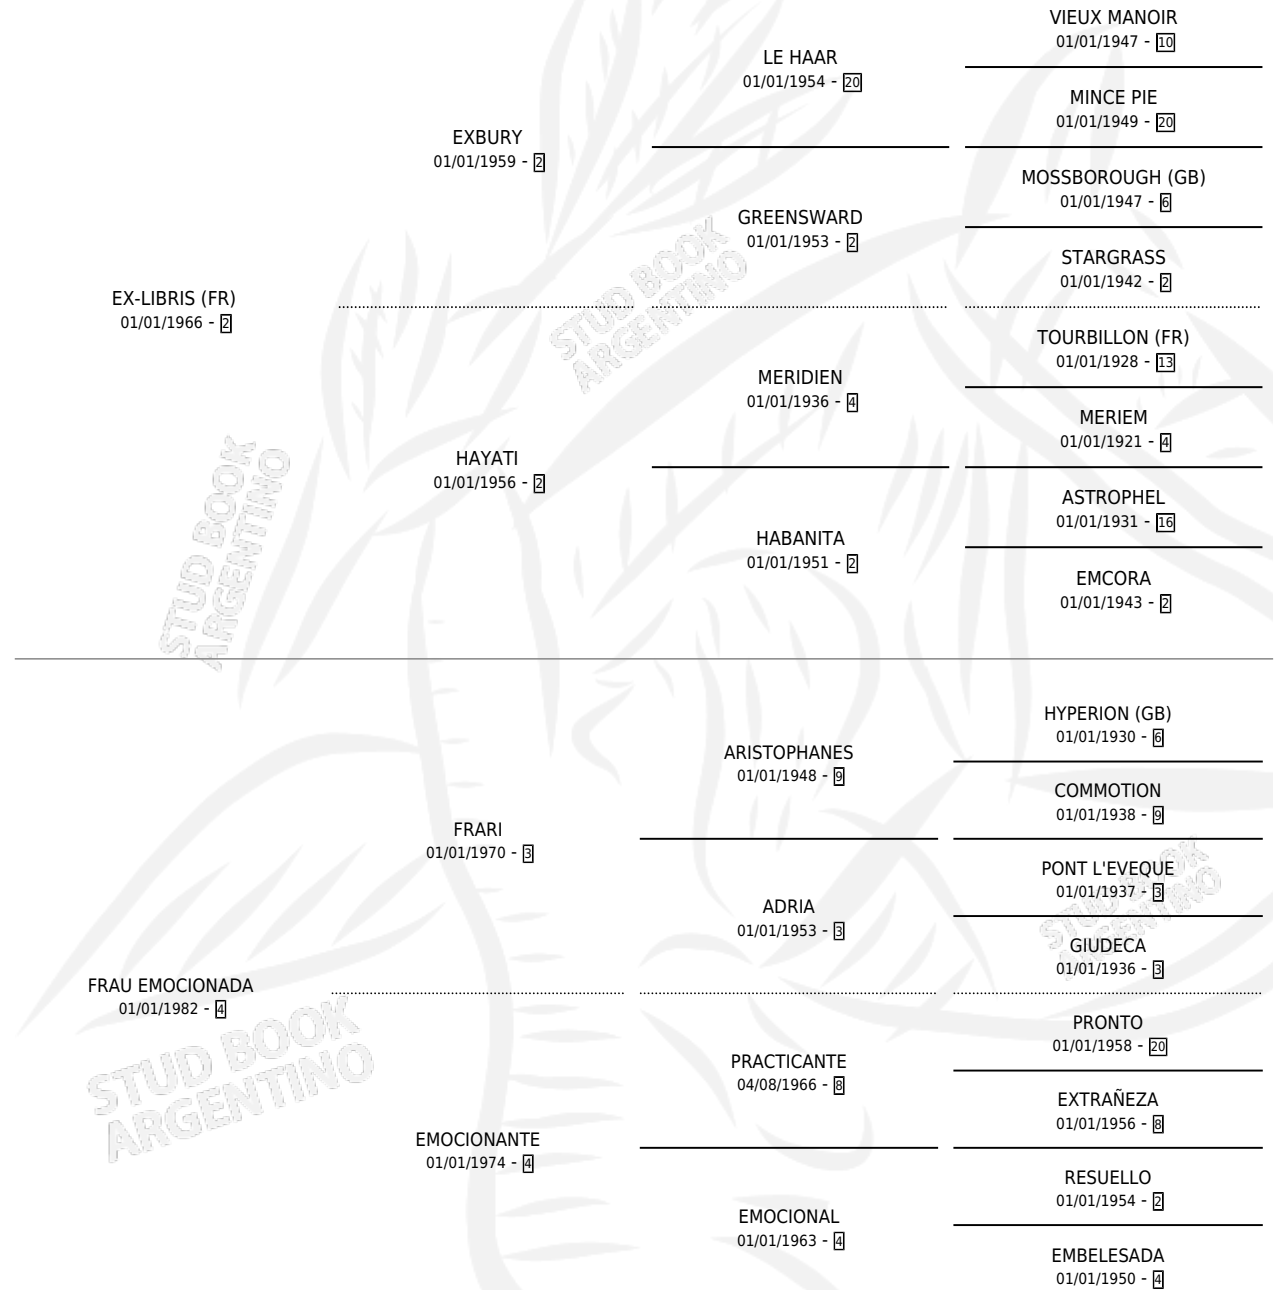 VIEUX MANOIR
01/01/1947 - 10
LE HAAR
01/01/1954 - 20
MINCE PIE
01/01/1949 - 20
EXBURY
01/01/1959 - 2
MOSSBOROUGH (GB)
01/01/1947 - 6
GREENSWARD
01/01/1953 - 2
STARGRASS
01/01/1942 - 2
EX-LIBRIS (FR)
01/01/1966 - 2
TOURBILLON (FR)
01/01/1928 - 13
MERIDIEN
01/01/1936 - 4
MERIEM
01/01/1921 - 4
HAYATI
01/01/1956 - 2
ASTROPHEL
01/01/1931 - 16
HABANITA
01/01/1951 - 2
EMCORA
01/01/1943 - 2
STUD BOOK
ARGENTINO
STUD BOOK
ARGENTINO
HYPERION (GB)
01/01/1930 - 6
ARISTOPHANES
01/01/1948 - 9
COMMOTION
01/01/1938 - 9
FRARI
01/01/1970 - 3
PONT L'EVEQUE
01/01/1937 - 3
ADRIA
01/01/1953 - 3
GIUDECA
01/01/1936 - 3
STUD BOOK
ARGENTINO
FRAU EMOCIONADA
01/01/1982 - 4
PRONTO
01/01/1958 - 20
PRACTICANTE
04/08/1966 - 8
EXTRAÑEZA
01/01/1956 - 8
EMOCIONANTE
01/01/1974 - 4
RESUELLO
01/01/1954 - 2
EMOCIONAL
01/01/1963 - 4
EMBELESADA
01/01/1950 - 4
STUD BOOK
ARGENTINO